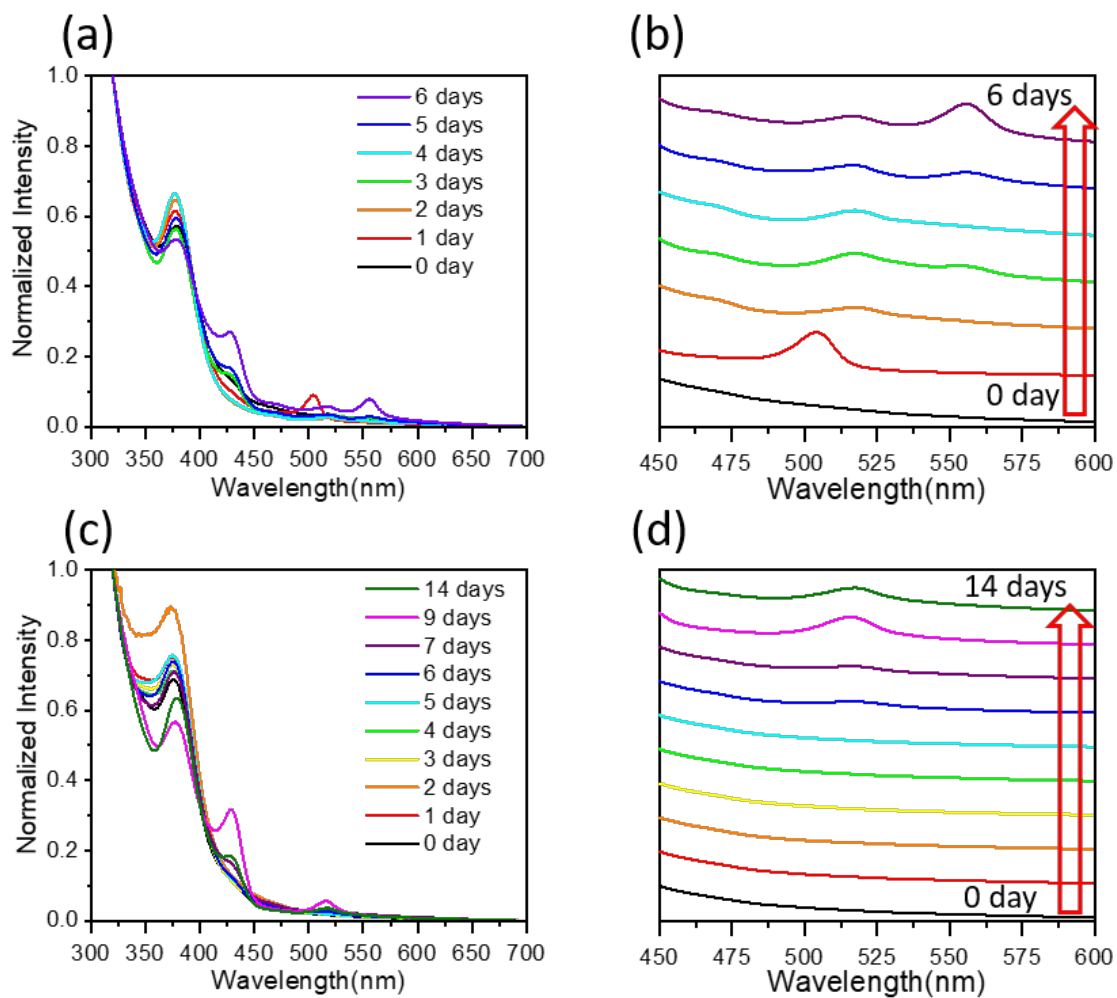 (a)
(b)
1.0
0.8
0.6
0.4
0.2
0.0
Normalized Intensity
6 days
5 days
4 days
3 days
2 days
1 day
0 day
300 350 400 450 500 550 600 650 700
Wavelength(nm)
6 days
0 day
450 475 500 525 550 575 600
Wavelength(nm)
(c)
(d)
1.0
0.8
0.6
0.4
0.2
0.0
Normalized Intensity
14 days
9 days
7 days
6 days
5 days
4 days
3 days
2 days
1 day
0 day
300 350 400 450 500 550 600 650 700
Wavelength(nm)
14 days
0 day
450 475 500 525 550 575 600
Wavelength(nm)